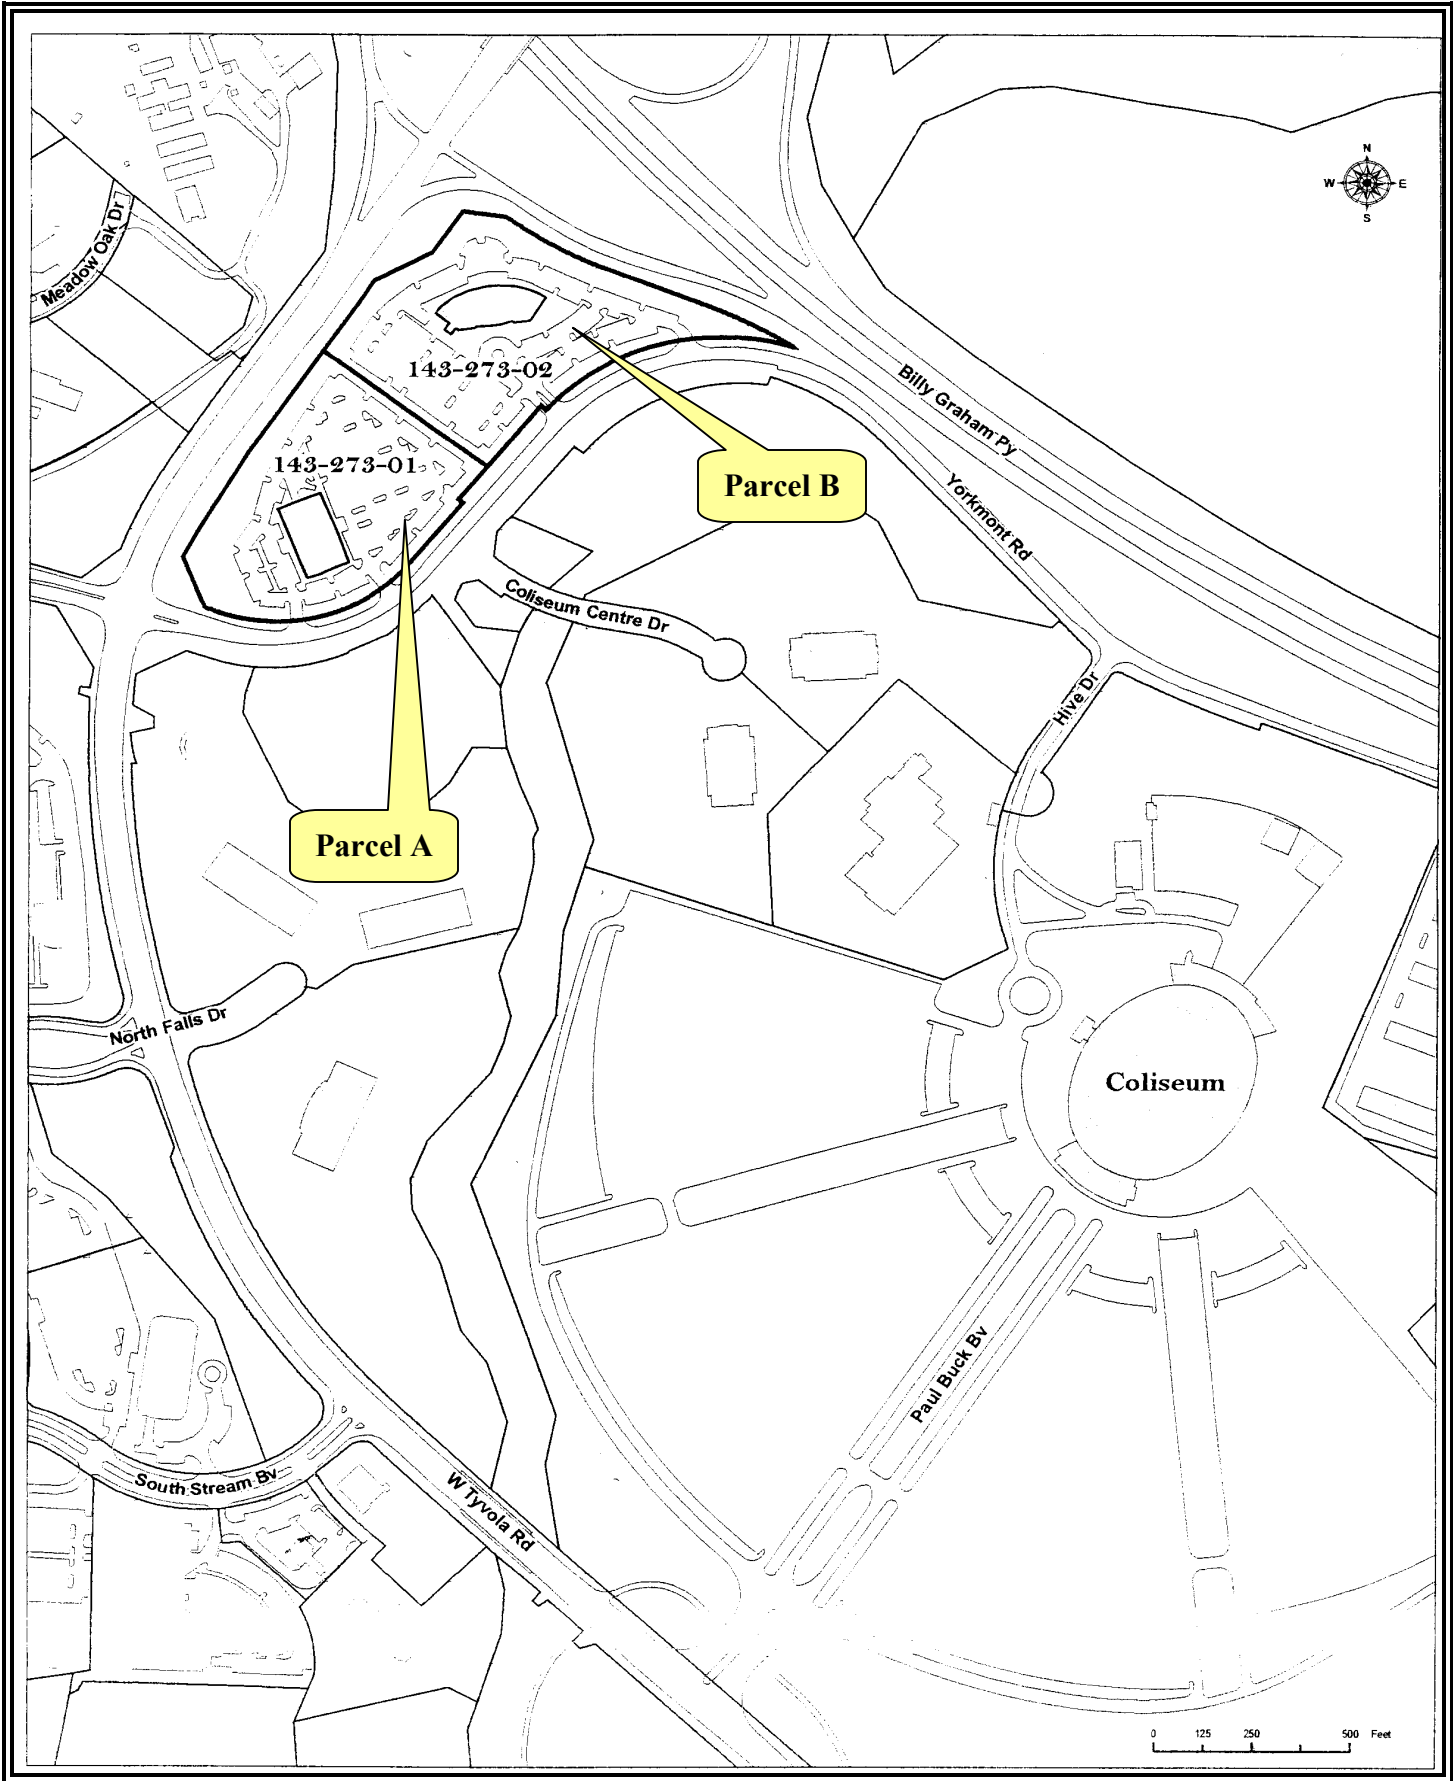 N
W E
S
Meadow Oak Dr
143-273-02
Billy Graham Py
143-273-01
Parcel B
Yorkmont Rd
Coliseum Centre Dr
Hive Dr
Parcel A
North Falls Dr
Coliseum
Paul Buck Bv
South Stream Bv
W Tyvola Rd
0 125 250 500 Feet